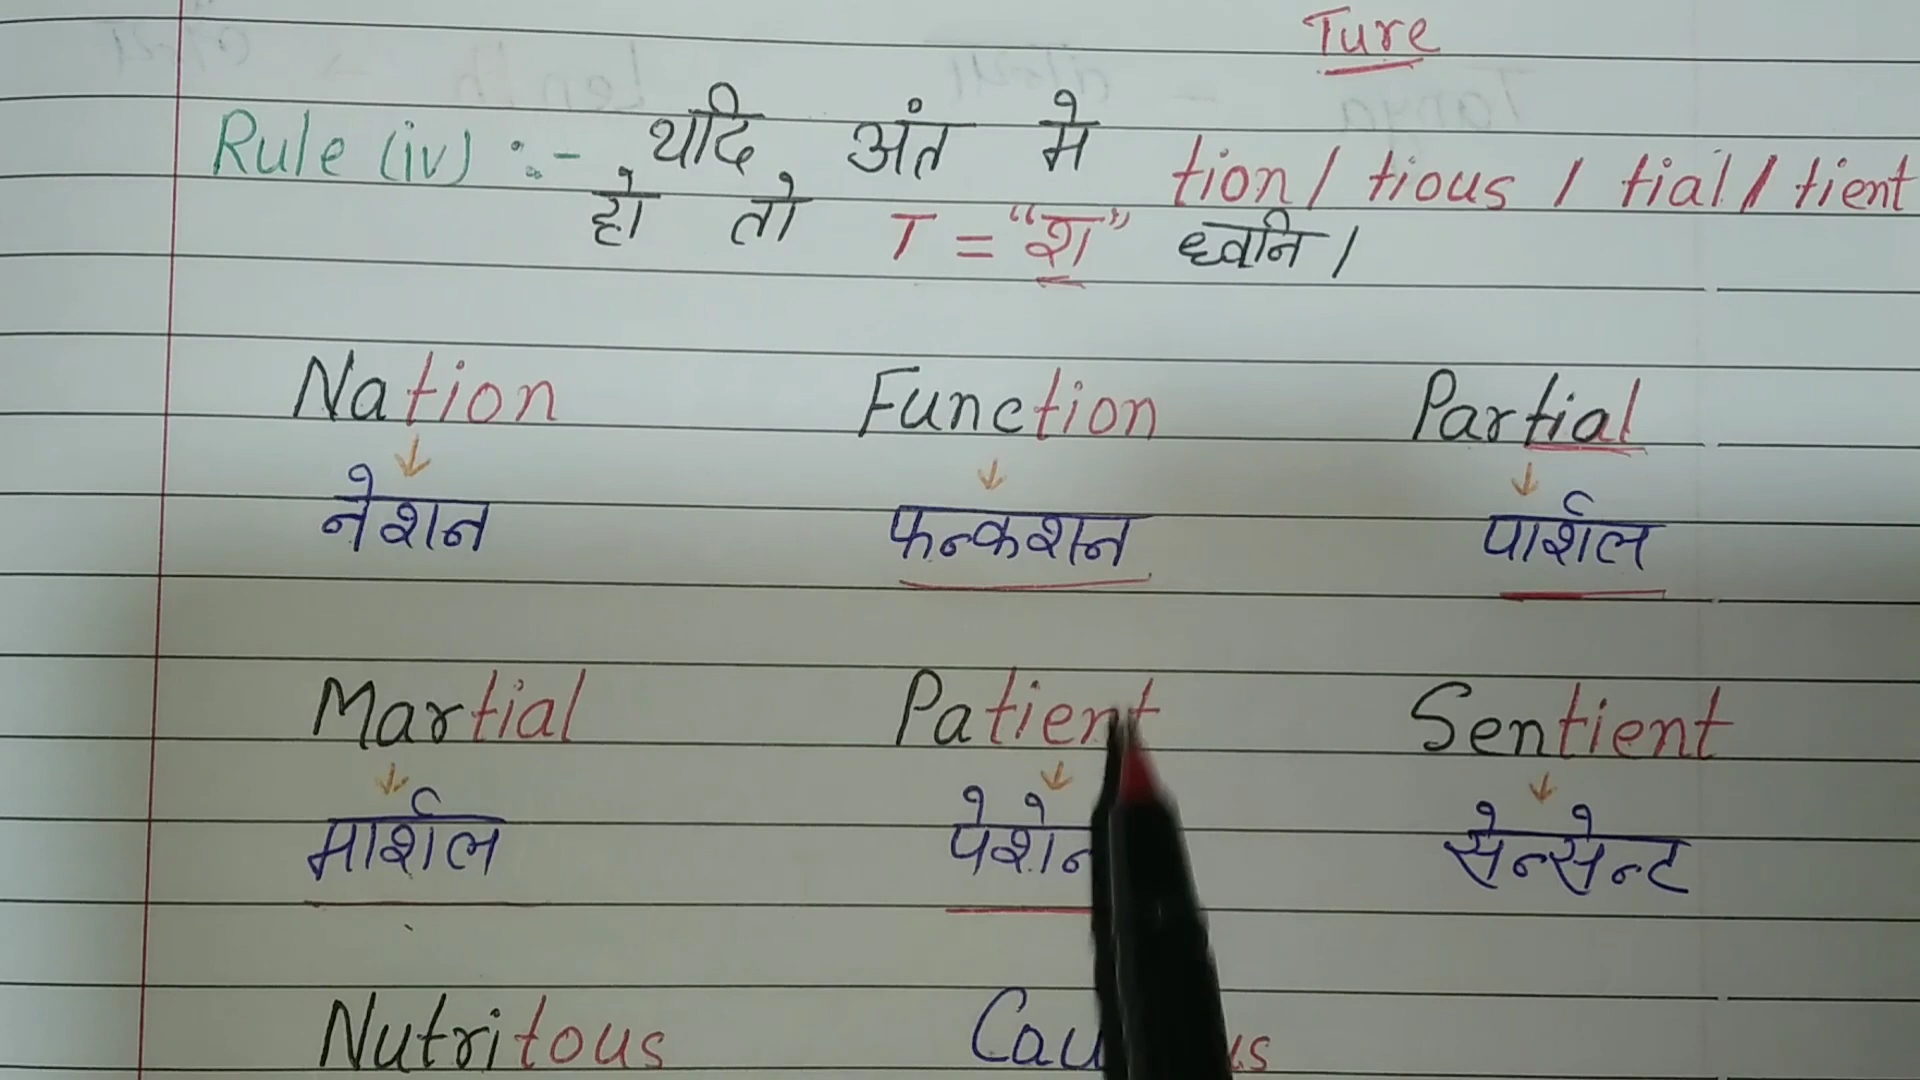 Ture
Rule (iv) :- यदि अंत मे tion / tious / tial / tient
हो तो T = "श" ध्वनि।
Nation Function Partial
↓ ↓ ↓
नेशन फन्कशन पार्शल
Martial Patient Sentient
↓ ↓ ↓
मार्शल पेशेन सेन्सेन्ट
Nutritous